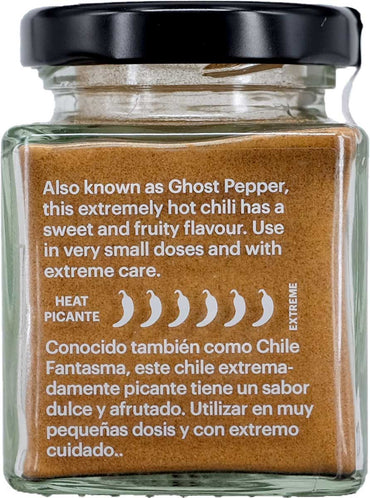 Also known as Ghost Pepper,
this extremely hot chili has a
sweet and fruity flavour. Use
in very small doses and with
extreme care.
HEAT
PICANTE
EXTREME
Conocido también como Chile
Fantasma, este chile extrema-
damente picante tiene un sabor
dulce y afrutado. Utilizar en muy
pequeñas dosis y con extremo
cuidado..